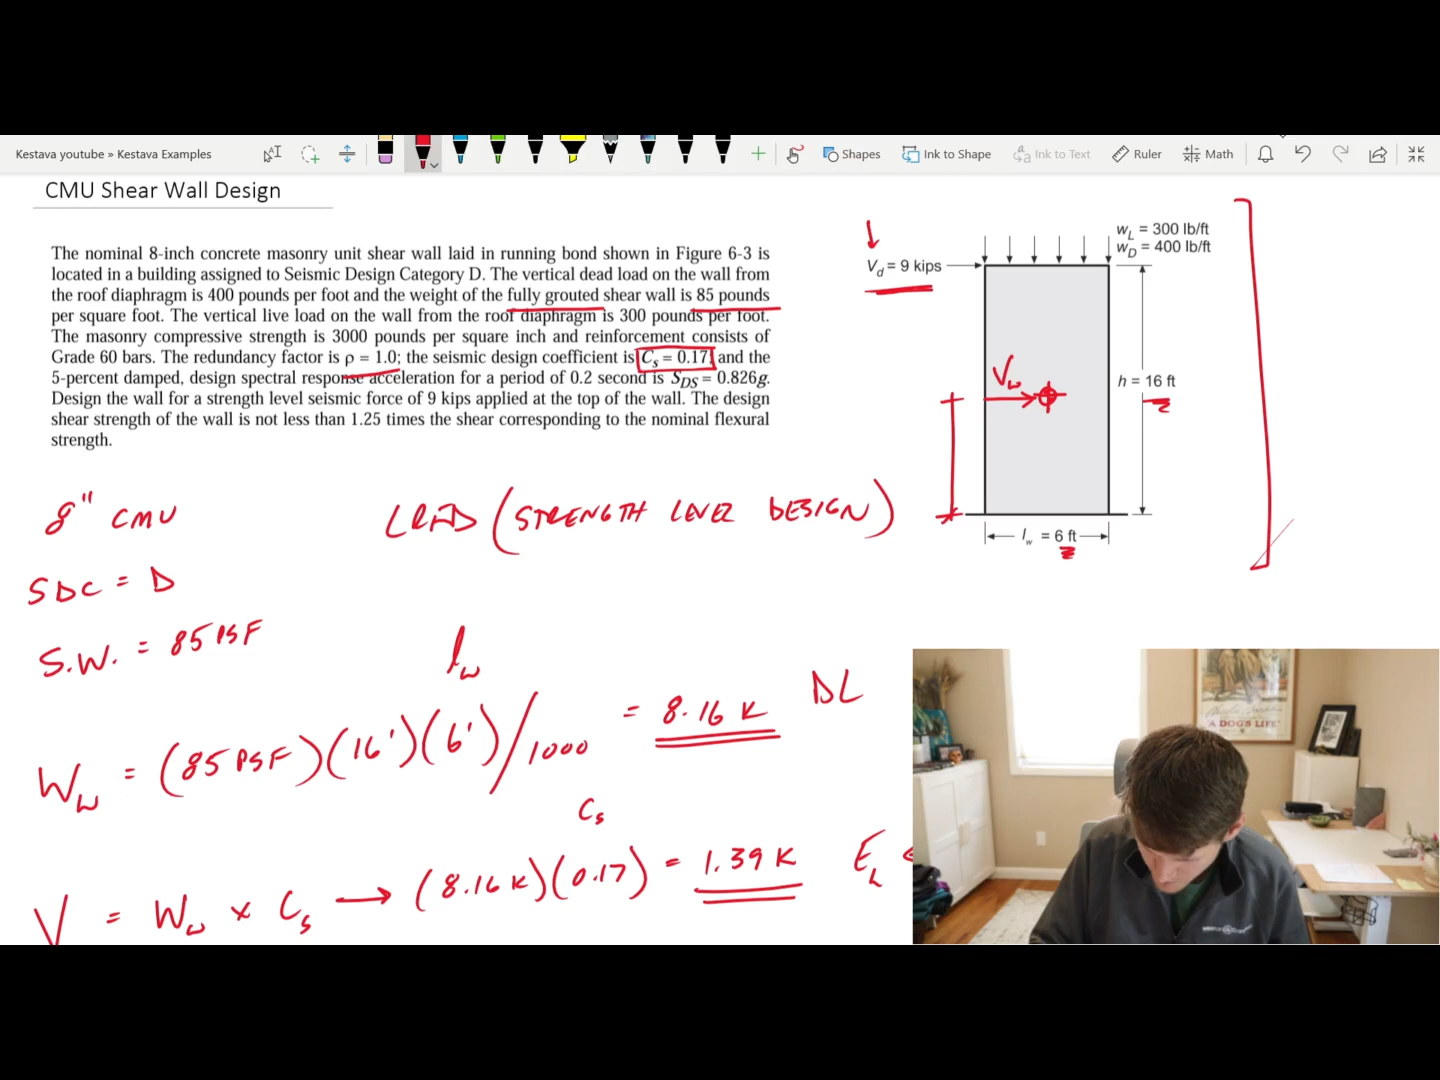 Kestava youtube » Kestava Examples
Shapes
Ink to Shape
Ink to Text
Ruler
Math
CMU Shear Wall Design
The nominal 8-inch concrete masonry unit shear wall laid in running bond shown in Figure 6-3 is
located in a building assigned to Seismic Design Category D. The vertical dead load on the wall from
the roof diaphragm is 400 pounds per foot and the weight of the fully grouted shear wall is 85 pounds
per square foot. The vertical live load on the wall from the roof diaphragm is 300 pounds per foot.
The masonry compressive strength is 3000 pounds per square inch and reinforcement consists of
Grade 60 bars. The redundancy factor is ρ = 1.0; the seismic design coefficient is Cs = 0.17; and the
5-percent damped, design spectral response acceleration for a period of 0.2 second is SDS = 0.826g.
Design the wall for a strength level seismic force of 9 kips applied at the top of the wall. The design
shear strength of the wall is not less than 1.25 times the shear corresponding to the nominal flexural
strength.
wL = 300 lb/ft
wD = 400 lb/ft
Vd = 9 kips
Vw
h = 16 ft
lw = 6 ft
8" CMU
LRFD (STRENGTH LEVEL DESIGN)
SDC = D
S.W. = 85 PSF
lw
Ww = (85 PSF)(16')(6')/1000 = 8.16 K DL
Cs
V = Ww × Cs → (8.16 K)(0.17) = 1.39 K EL
"A DOGS LIFE"